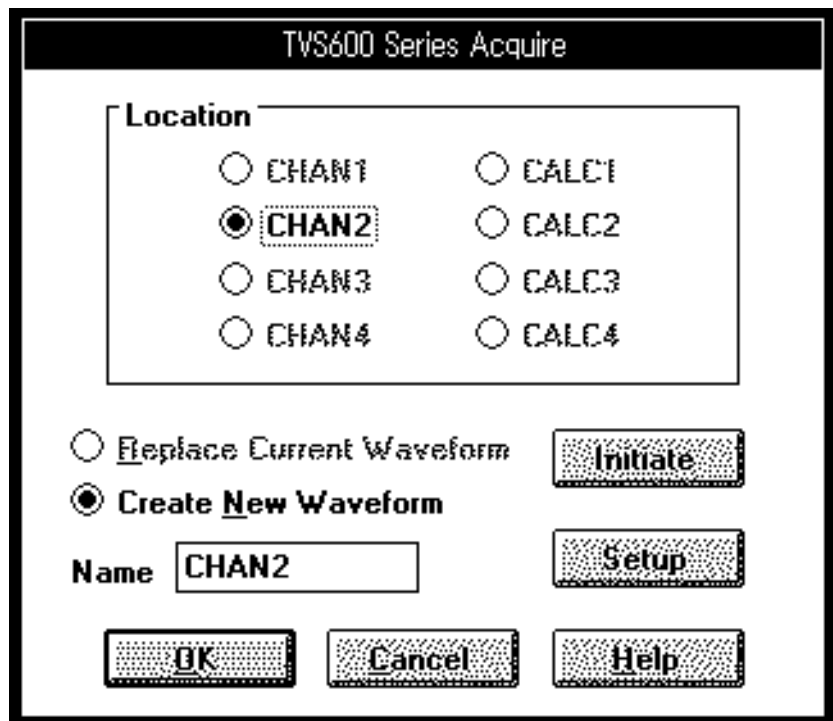 TVS600 Series Acquire
Location
CHAN1 CALC1
CHAN2 CALC2
CHAN3 CALC3
CHAN4 CALC4
Replace Current Waveform Initiate
Create New Waveform
Name CHAN2 Setup
OK Cancel Help